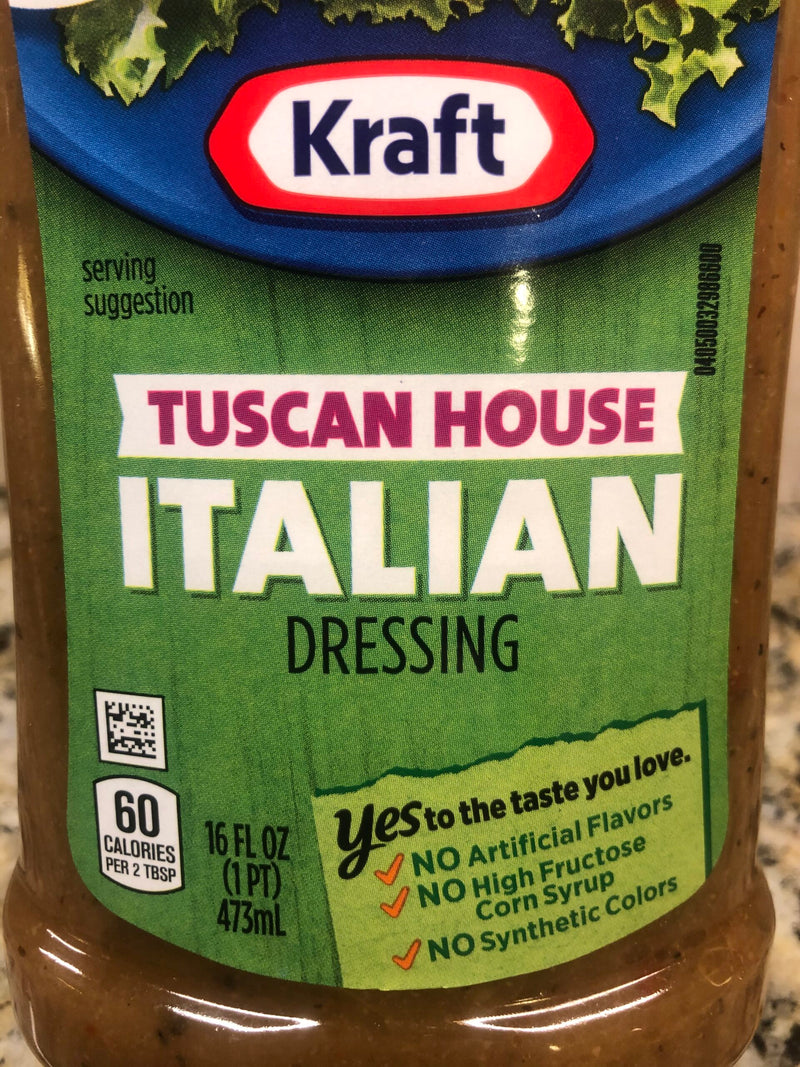 Kraft
serving
suggestion
04050032986800
TUSCAN HOUSE
ITALIAN
DRESSING
60
CALORIES
PER 2 TBSP
16 FL OZ
(1 PT)
473mL
Yes to the taste you love.
NO Artificial Flavors
NO High Fructose
Corn Syrup
NO Synthetic Colors